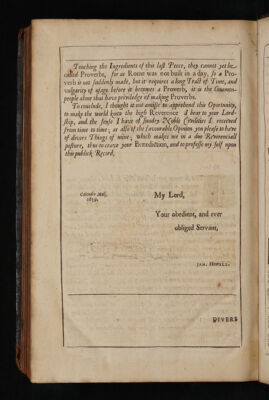 Touching the Ingredients of this last Peece, they cannot yet be
called Proverbs, for as Rome was not built in a day, so a Pro-
verb is not suddenly made, but it requires a long Trall of Time, and
vulgarity of usage before it becomes a Proverb, it is the Common-
people alone that have priviledge of making Proverbs.
To conclude, I thought it not amisse to apprehend this Oportunity,
to make the world know the high Reverence I bear to your Lord-
ship, and the sense I have of sundry Noble Civilities I received
from time to time; as also of the favorable Opinion you please to have
of divers Things of mine; which makes me in a due Reverenciall
posture, thus to crave your Benediction, and to professe my self upon
this publick Record,
Calendis Maii,
1659.
My Lord,
Your obedient, and ever
obliged Servant,
JAM. HOWELL.
DIVERS